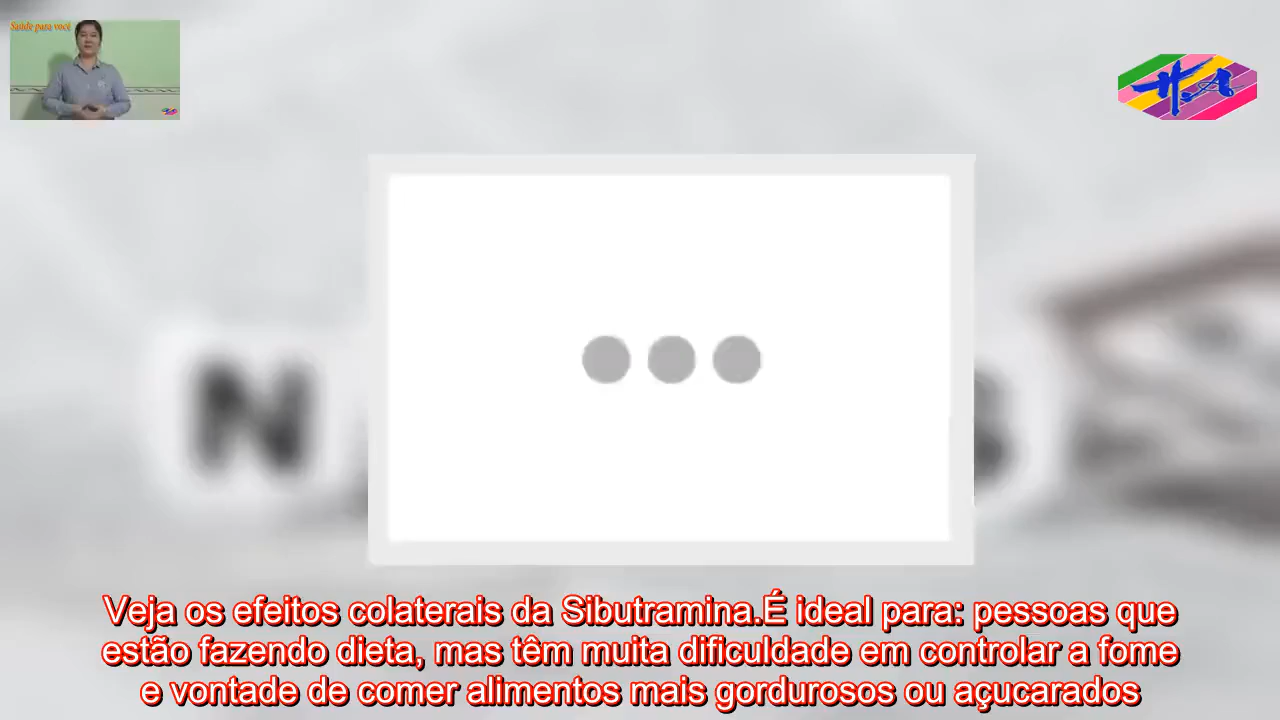 Saúde para você
H.A
N
Veja os efeitos colaterais da Sibutramina.É ideal para: pessoas que
estão fazendo dieta, mas têm muita dificuldade em controlar a fome
e vontade de comer alimentos mais gordurosos ou açucarados